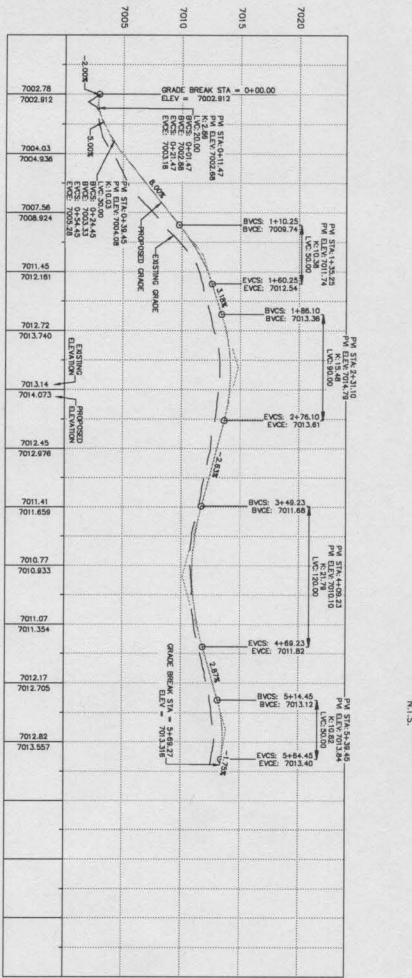 N.T.S.
7005
7010
7015
7020
GRADE BREAK STA = 0+00.00
ELEV = 7002.912
-2.00%
-5.00%
PVI STA: 0+11.47
PVI ELEV: 7002.68
K: 2.86
LVC: 20.00
BVCS: 0+01.47
BVCE: 7002.88
EVCS: 0+21.47
EVCE: 7003.18
PVI STA: 0+39.45
PVI ELEV: 7004.08
K: 10.03
LVC: 30.00
BVCS: 0+24.45
BVCE: 7003.33
EVCS: 0+54.45
EVCE: 7005.28
8.00%
PROPOSED GRADE
EXISTING GRADE
PVI STA: 1+35.25
PVI ELEV: 7011.74
K: 10.38
LVC: 50.00
BVCS: 1+10.25
BVCE: 7009.74
EVCS: 1+60.25
EVCE: 7012.54
3.18%
PVI STA: 2+31.10
PVI ELEV: 7014.79
K: 15.48
LVC: 90.00
BVCS: 1+86.10
BVCE: 7013.36
EVCS: 2+76.10
EVCE: 7013.61
-2.63%
PVI STA: 4+09.23
PVI ELEV: 7010.10
K: 21.79
LVC: 120.00
BVCS: 3+49.23
BVCE: 7011.68
EVCS: 4+69.23
EVCE: 7011.82
2.87%
PVI STA: 5+39.45
PVI ELEV: 7013.84
K: 10.82
LVC: 50.00
BVCS: 5+14.45
BVCE: 7013.12
EVCS: 5+64.45
EVCE: 7013.40
-1.75%
GRADE BREAK STA = 5+69.27
ELEV = 7013.316
EXISTING
ELEVATION
PROPOSED
ELEVATION
7002.78
7002.912
7004.03
7004.936
7007.56
7008.924
7011.45
7012.161
7012.72
7013.740
7013.14
7014.073
7012.45
7012.976
7011.41
7011.659
7010.77
7010.933
7011.07
7011.354
7012.17
7012.705
7012.82
7013.557